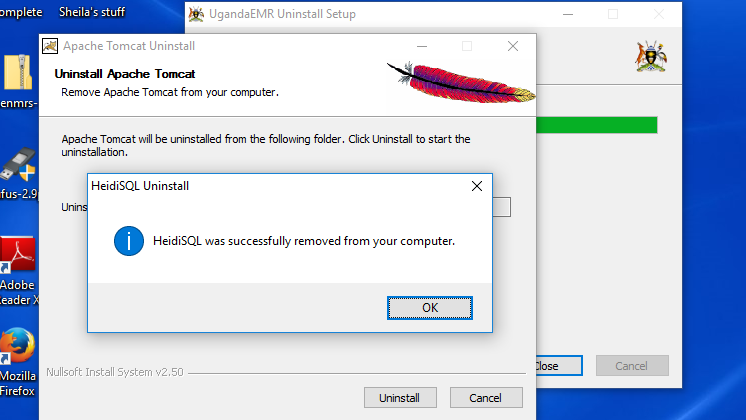 omplete
Sheila's stuff
UgandaEMR Uninstall Setup
Apache Tomcat Uninstall
Uninstall Apache Tomcat
Remove Apache Tomcat from your computer.
enmrs-
Apache Tomcat will be uninstalled from the following folder. Click Uninstall to start the
uninstallation.
fus-2.9p
HeidiSQL Uninstall
Unins
HeidiSQL was successfully removed from your computer.
OK
Adobe
eader X
Close
Cancel
Nullsoft Install System v2.50
Mozilla
Firefox
Uninstall
Cancel